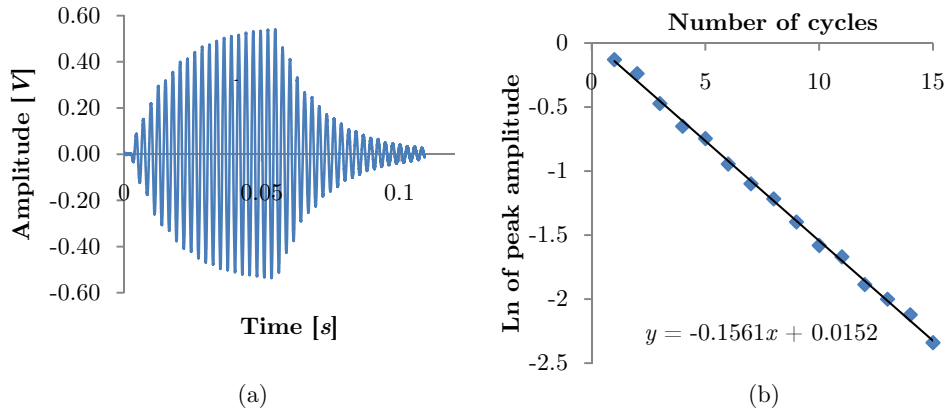 0.60
0.40
0.20
0.00
-0.20
-0.40
-0.60
Amplitude [V]
0
0.05
0.1
Time [s]
(a)
Number of cycles
0
-0.5
-1
-1.5
-2
-2.5
Ln of peak amplitude
0
5
10
15
y = -0.1561x + 0.0152
(b)